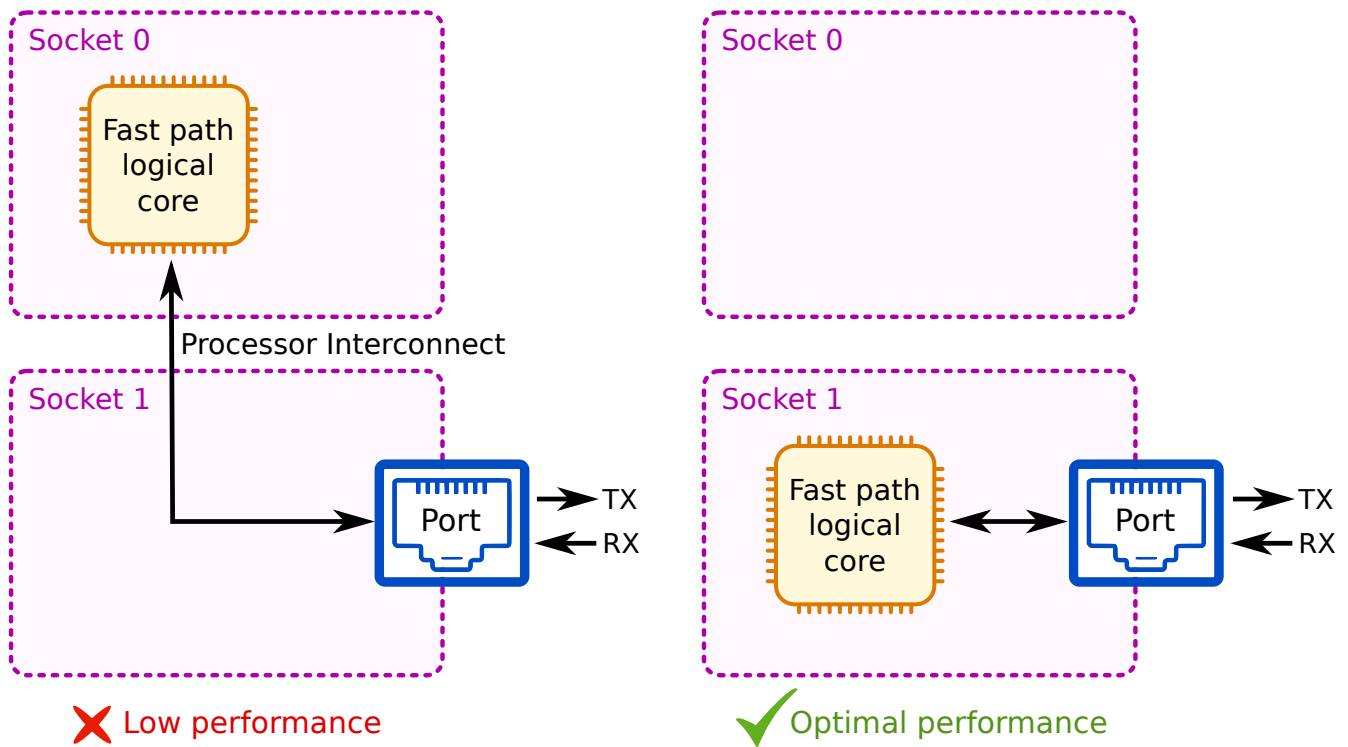 Socket 0
Fast path
logical
core
Processor Interconnect
Socket 1
Port
TX
RX
Low performance
Socket 0
Socket 1
Fast path
logical
core
Port
TX
RX
Optimal performance